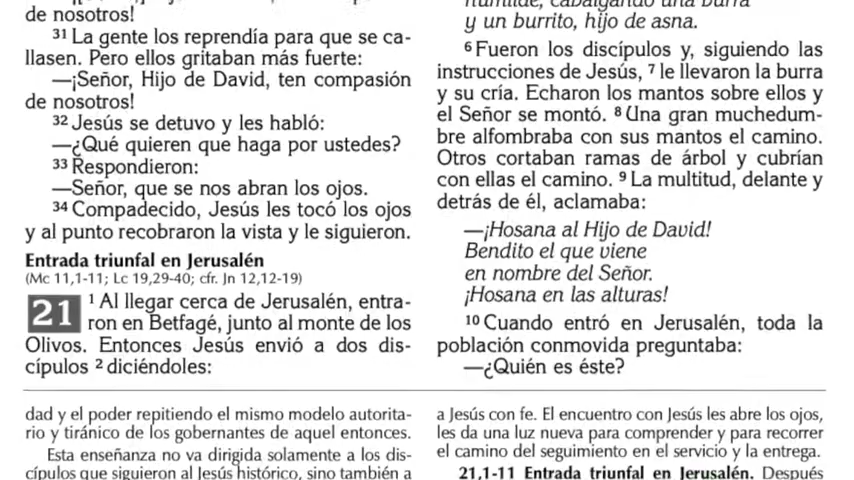 de nosotros!
31 La gente los reprendía para que se ca-
llasen. Pero ellos gritaban más fuerte:
—¡Señor, Hijo de David, ten compasión
de nosotros!
32 Jesús se detuvo y les habló:
—¿Qué quieren que haga por ustedes?
33 Respondieron:
—Señor, que se nos abran los ojos.
34 Compadecido, Jesús les tocó los ojos
y al punto recobraron la vista y le siguieron.
Entrada triunfal en Jerusalén
(Mc 11,1-11; Lc 19,29-40; cfr. Jn 12,12-19)
21 1 Al llegar cerca de Jerusalén, entra-
ron en Betfagé, junto al monte de los
Olivos. Entonces Jesús envió a dos dis-
cípulos 2 diciéndoles:
humilde, cabalgando una burra
y un burrito, hijo de asna.
6 Fueron los discípulos y, siguiendo las
instrucciones de Jesús, 7 le llevaron la burra
y su cría. Echaron los mantos sobre ellos y
el Señor se montó. 8 Una gran muchedum-
bre alfombraba con sus mantos el camino.
Otros cortaban ramas de árbol y cubrían
con ellas el camino. 9 La multitud, delante y
detrás de él, aclamaba:
—¡Hosana al Hijo de David!
Bendito el que viene
en nombre del Señor.
¡Hosana en las alturas!
10 Cuando entró en Jerusalén, toda la
población conmovida preguntaba:
—¿Quién es éste?
dad y el poder repitiendo el mismo modelo autorita-
rio y tiránico de los gobernantes de aquel entonces.
Esta enseñanza no va dirigida solamente a los dis-
cípulos que siguieron al Jesús histórico, sino también a
a Jesús con fe. El encuentro con Jesús les abre los ojos,
les da una luz nueva para comprender y para recorrer
el camino del seguimiento en el servicio y la entrega.
21,1-11 Entrada triunfal en Jerusalén. Después